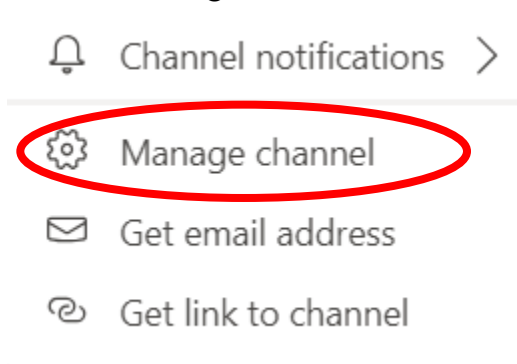 Channel notifications
Manage channel
Get email address
Get link to channel